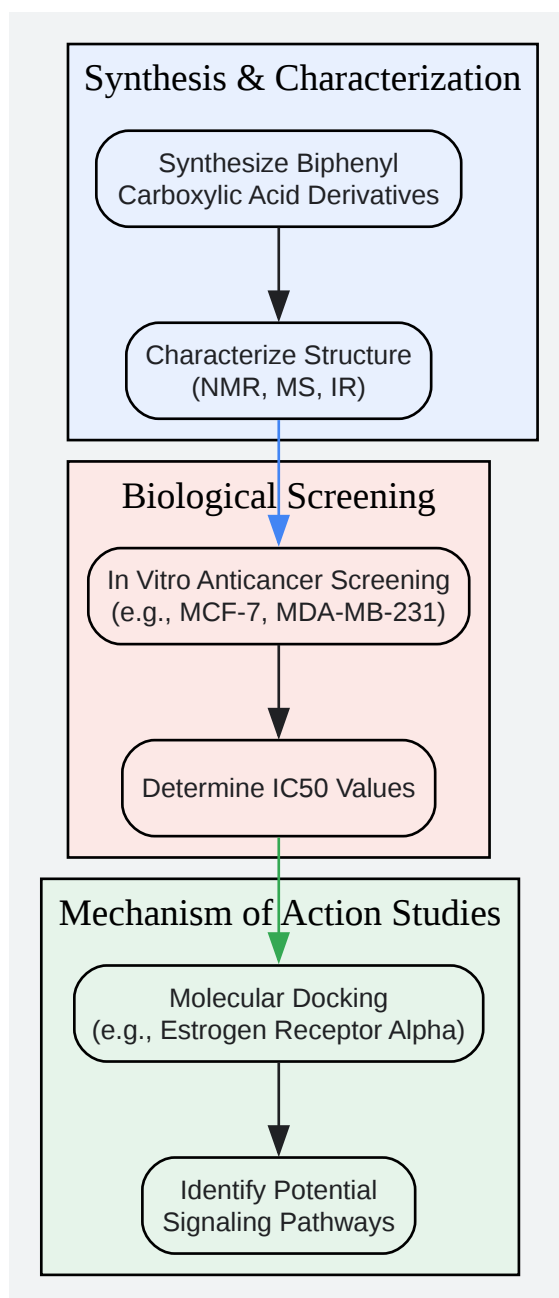 Synthesis & Characterization
Synthesize Biphenyl
Carboxylic Acid Derivatives
Characterize Structure
(NMR, MS, IR)
Biological Screening
In Vitro Anticancer Screening
(e.g., MCF-7, MDA-MB-231)
Determine IC50 Values
Mechanism of Action Studies
Molecular Docking
(e.g., Estrogen Receptor Alpha)
Identify Potential
Signaling Pathways